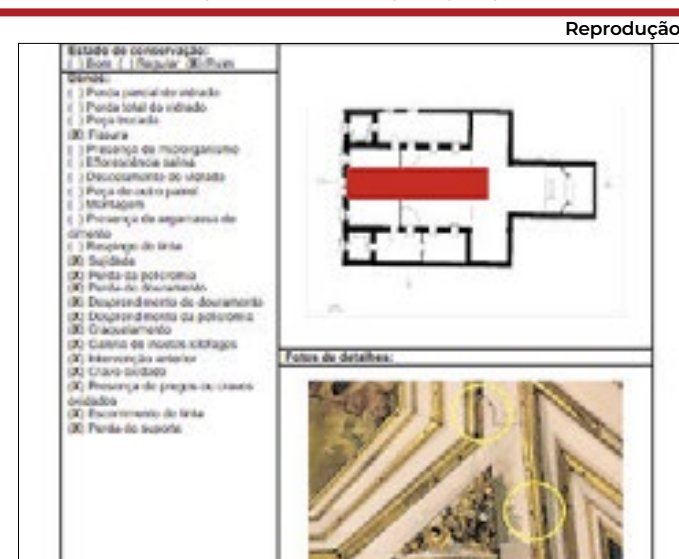 Reprodução
Estado de conservação:
( ) Bom ( ) Regular (X) Ruim
Danos:
( ) Perda parcial do vidrado
( ) Perda total do vidrado
( ) Peça trocada
(X) Fissura
( ) Presença de microrganismo
( ) Eflorescência salina
( ) Descolamento do vidrado
( ) Peça de outro painel
( ) Montagem
( ) Presença de argamassa de
cimento
( ) Respingo de tinta
(X) Sujidade
(X) Perda da policromia
(X) Perda do douramento
(X) Desprendimento do douramento
(X) Desprendimento da policromia
(X) Craquelamento
(X) Galeria de insetos xilófagos
(X) Intervenção anterior
(X) Cravo oxidado
(X) Presença de pregos ou cravos
oxidados
(X) Escorrimento de tinta
(X) Perda de suporte
Fotos de detalhes: